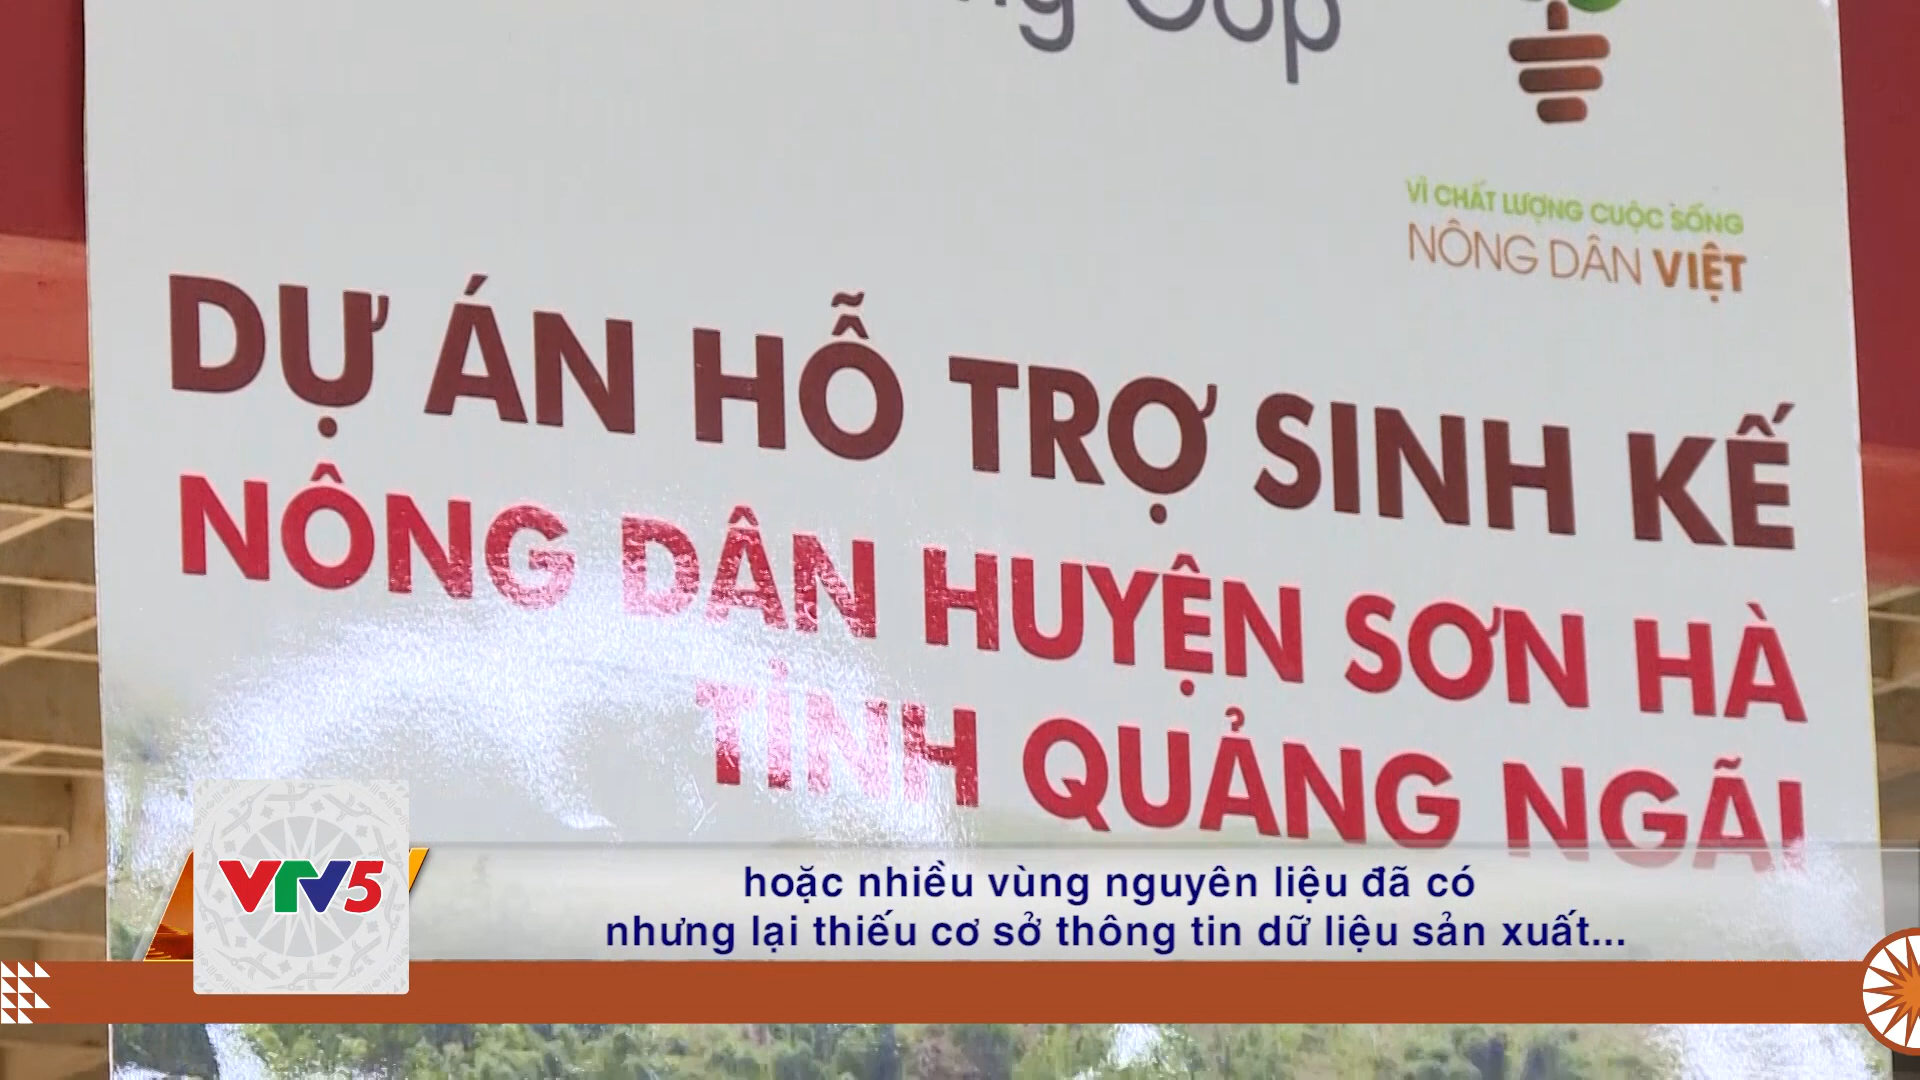 VÌ CHẤT LƯỢNG CUỘC SỐNG
NÔNG DÂN VIỆT
DỰ ÁN HỖ TRỢ SINH KẾ
NÔNG DÂN HUYỆN SƠN HÀ
TỈNH QUẢNG NGÃI
VTV5
hoặc nhiều vùng nguyên liệu đã có
nhưng lại thiếu cơ sở thông tin dữ liệu sản xuất...